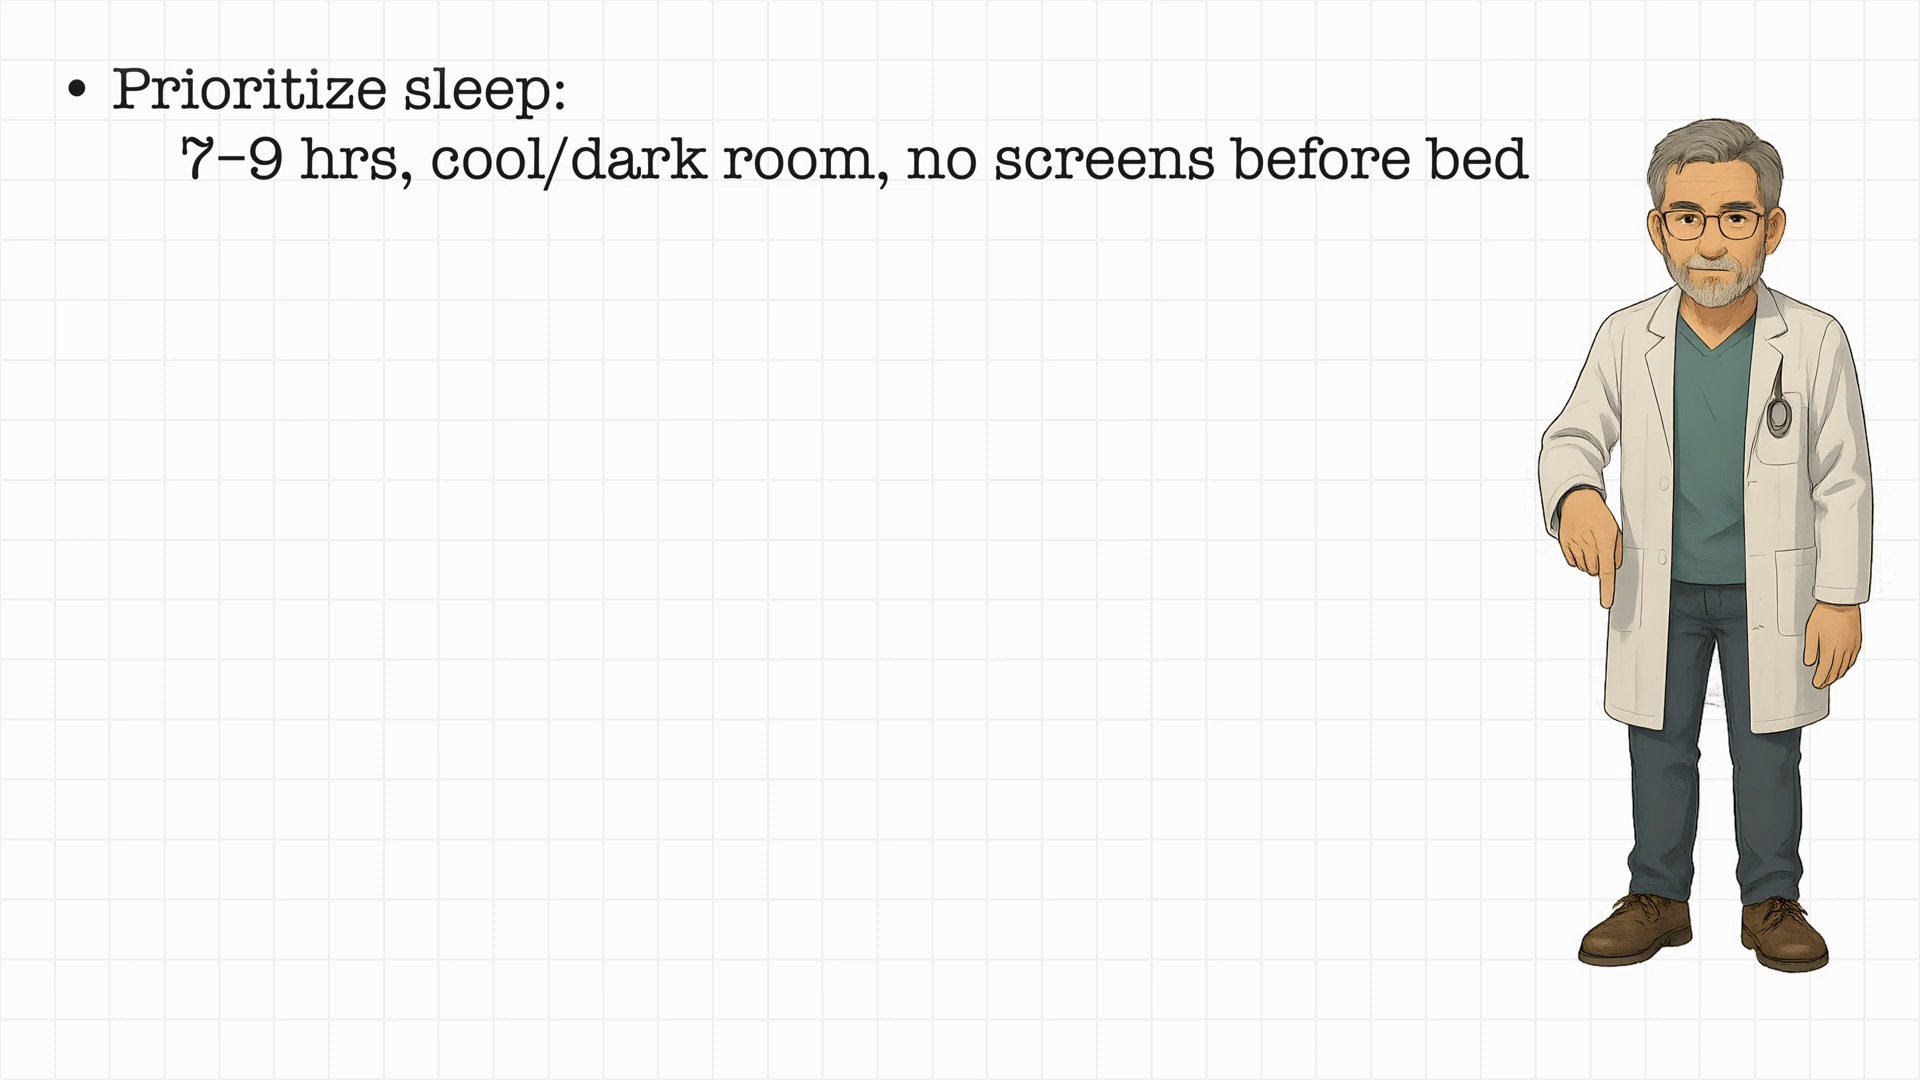 • Prioritize sleep:
7–9 hrs, cool/dark room, no screens before bed